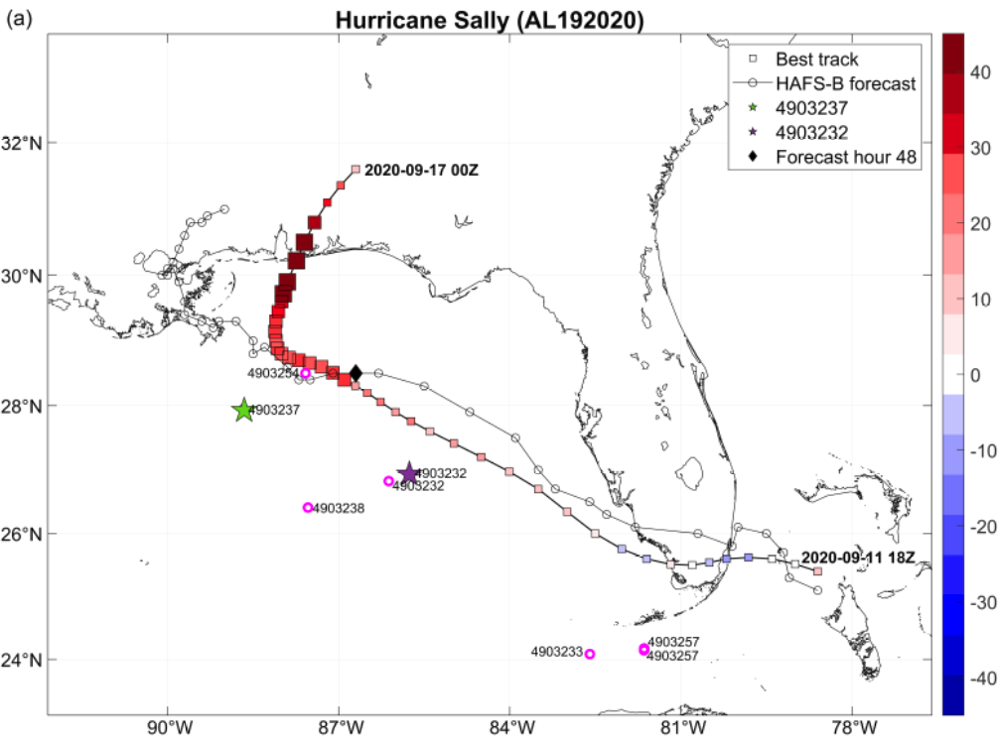 (a)
Hurricane Sally (AL192020)
Best track
HAFS-B forecast
4903237
4903232
Forecast hour 48
40
30
20
10
0
-10
-20
-30
-40
32°N
30°N
28°N
26°N
24°N
2020-09-17 00Z
4903254
4903237
4903232
4903232
4903238
2020-09-11 18Z
4903233
4903257
4903257
90°W
87°W
84°W
81°W
78°W